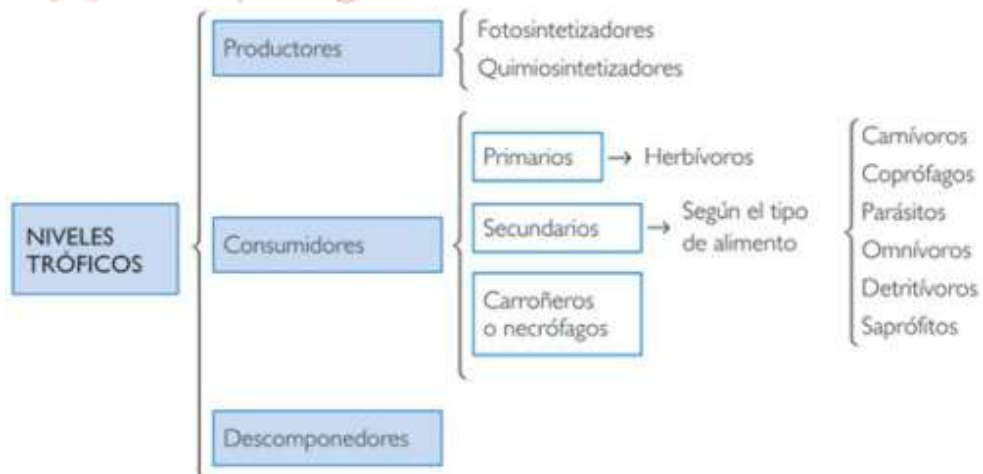 NIVELES
TRÓFICOS
Productores
Fotosintetizadores
Quimiosintetizadores
Consumidores
Primarios → Herbívoros
Secundarios → Según el tipo
de alimento
Carnívoros
Coprófagos
Parásitos
Omnívoros
Detritívoros
Saprófitos
Carroñeros
o necrófagos
Descomponedores